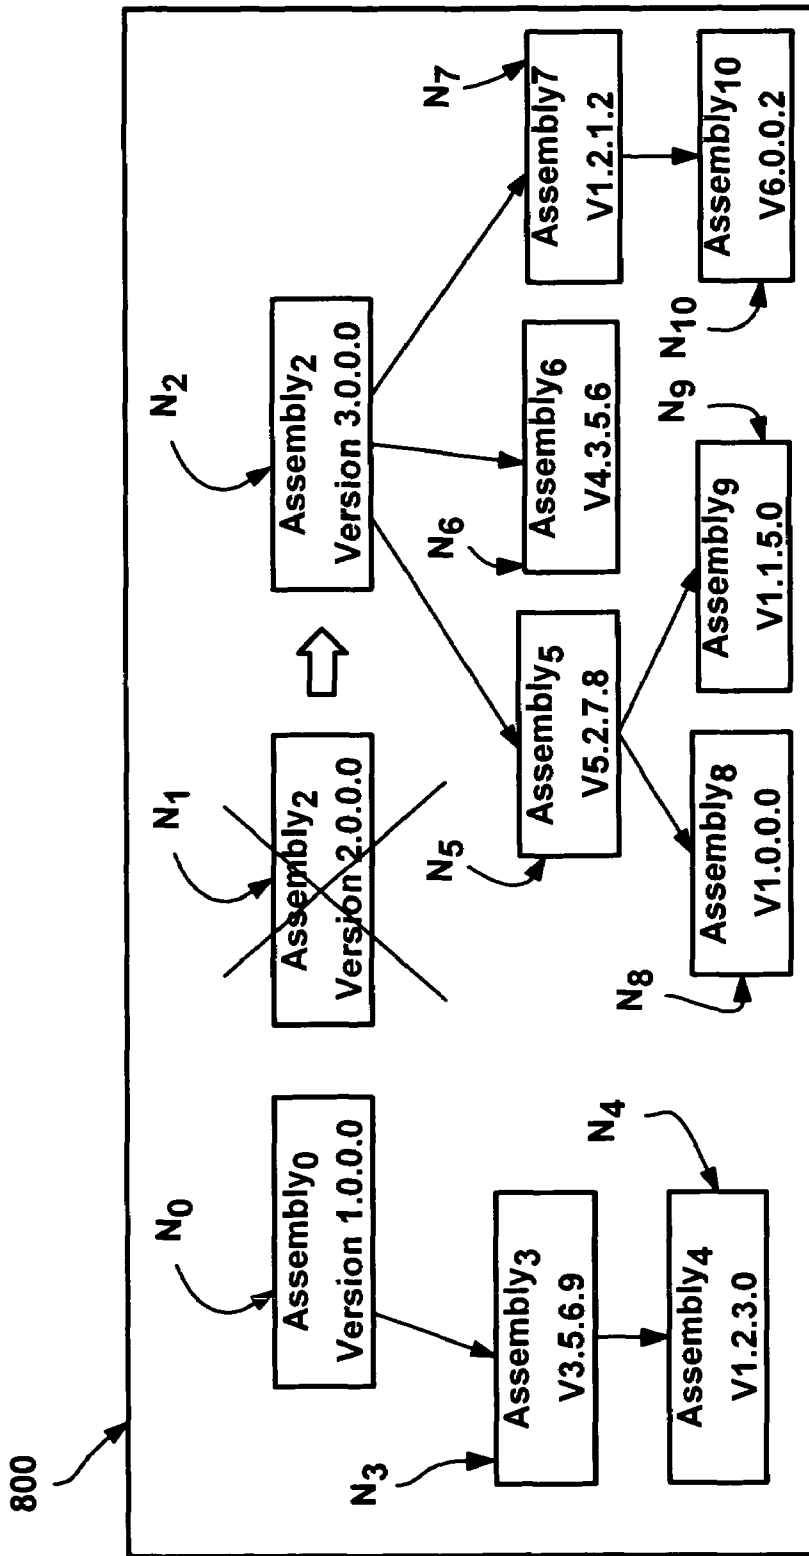 800
N0
Assembly0
Version 1.0.0.0
N1
Assembly2
Version 2.0.0.0
N2
Assembly2
Version 3.0.0.0
N3
Assembly3
V3.5.6.9
N4
Assembly4
V1.2.3.0
N5
Assembly5
V5.2.7.8
N6
Assembly6
V4.3.5.6
N7
Assembly7
V1.2.1.2
N8
Assembly8
V1.0.0.0
N9
Assembly9
V1.1.5.0
N10
Assembly10
V6.0.0.2